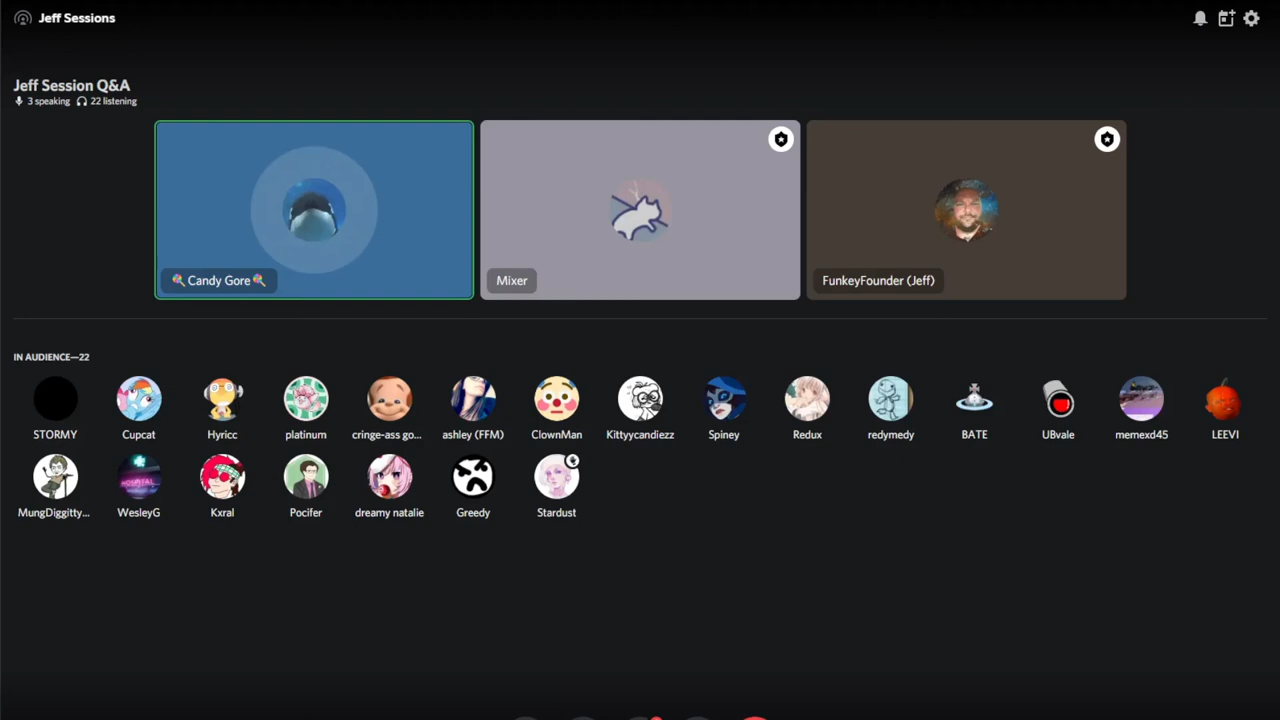 Jeff Sessions
Jeff Session Q&A
3 speaking 22 listening
Candy Gore
Mixer
FunkeyFounder (Jeff)
IN AUDIENCE—22
STORMY Cupcat Hyricc platinum cringe-ass go... ashley (FFM) ClownMan Kittyycandiezz Spiney Redux redymedy BATE UBvale memexd45 LEEVI
MungDiggitty... WesleyG Kxral Pocifer dreamy natalie Greedy Stardust